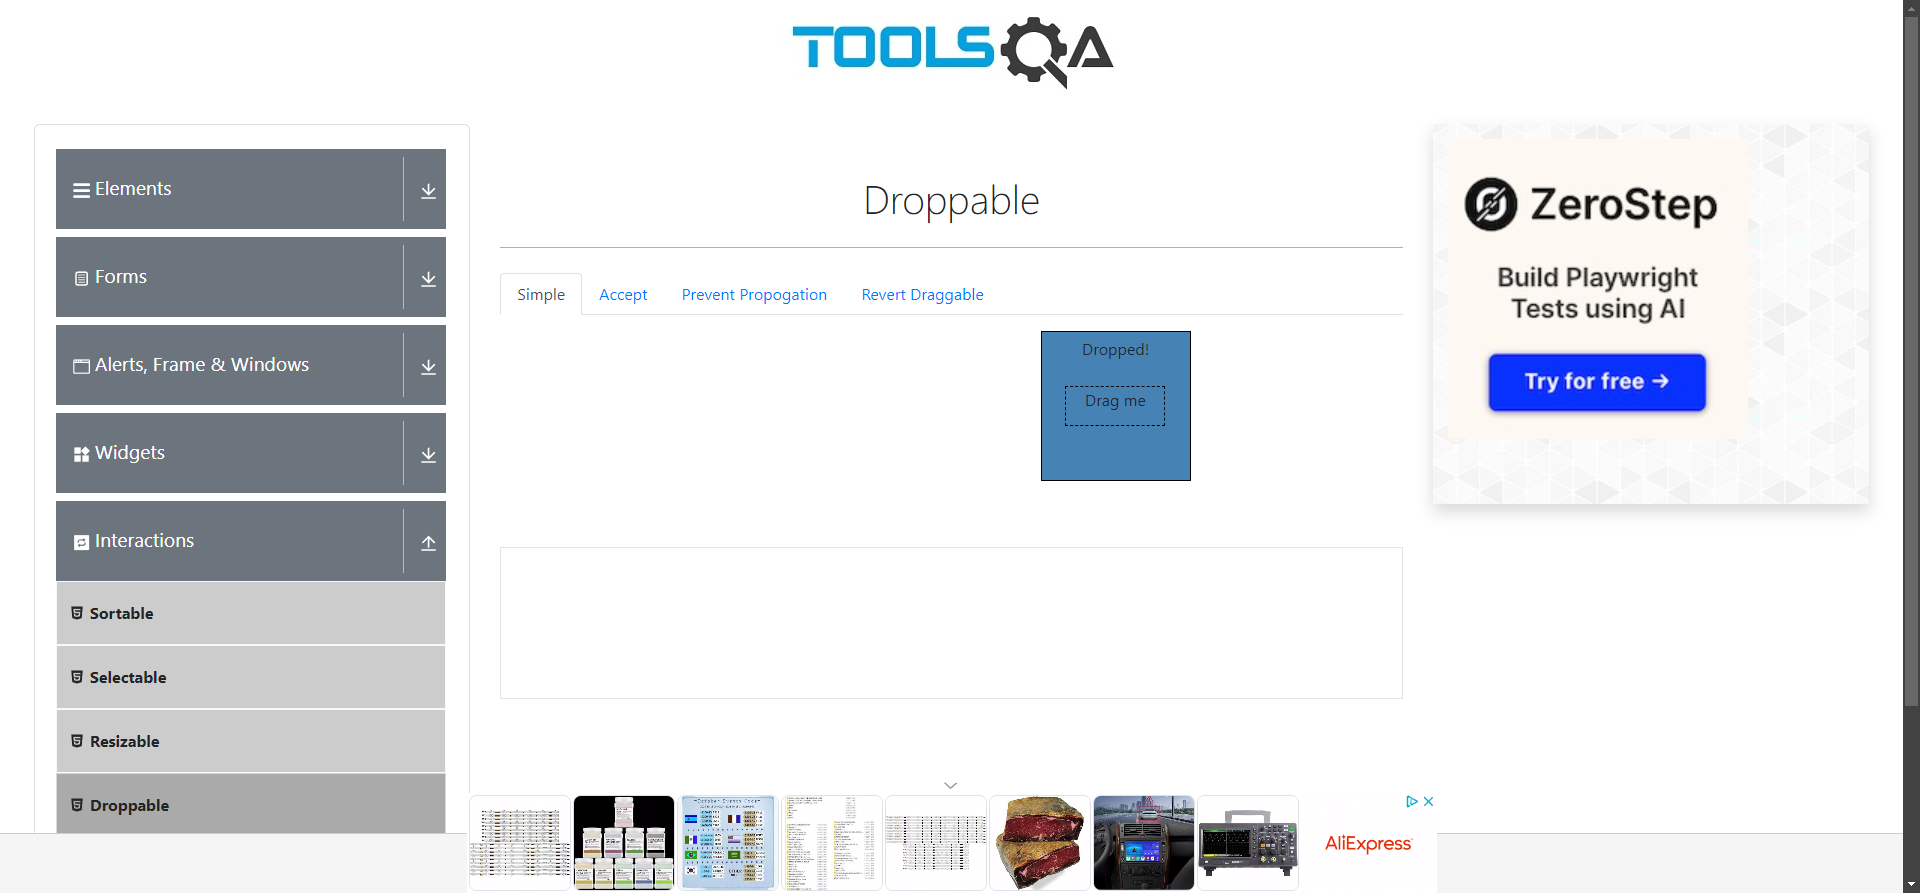 TOOLSQA
Elements
Forms
Alerts, Frame & Windows
Widgets
Interactions
Sortable
Selectable
Resizable
Droppable
Droppable
Simple
Accept
Prevent Propogation
Revert Draggable
Dropped!
Drag me
ZeroStep
Build Playwright
Tests using AI
Try for free →
AliExpress